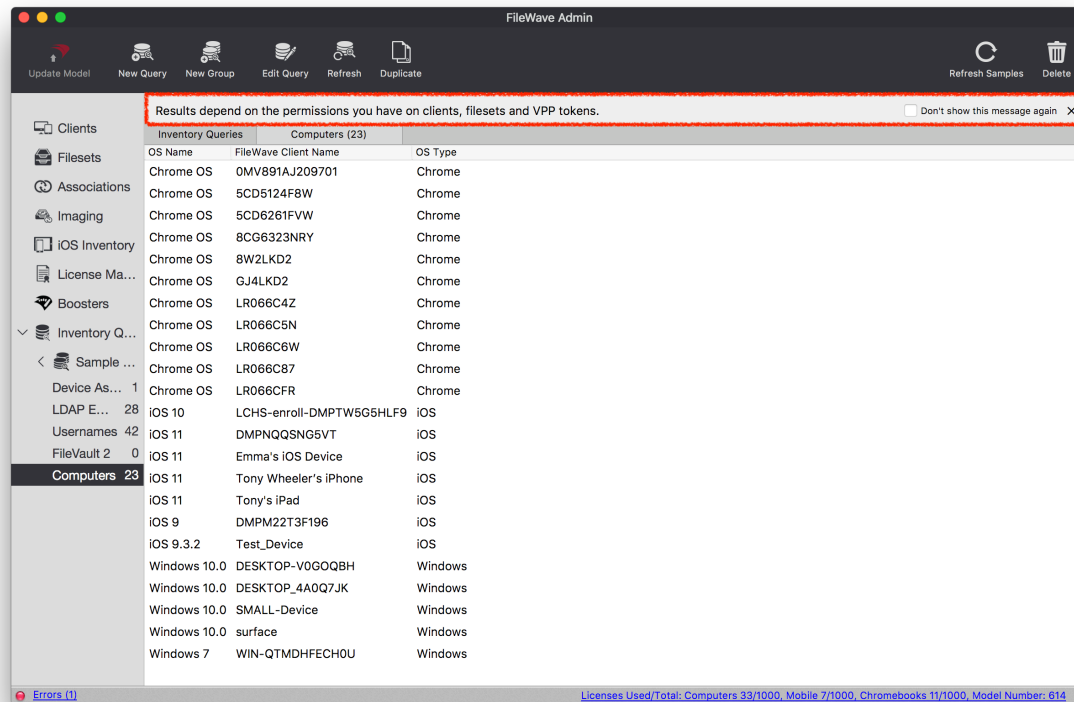 FileWave Admin
Update Model New Query New Group Edit Query Refresh Duplicate Refresh Samples Delete
Results depend on the permissions you have on clients, filesets and VPP tokens. Don't show this message again
Clients
Filesets
Associations
Imaging
iOS Inventory
License Ma...
Boosters
Inventory Q...
Sample ...
Device As... 1
LDAP E... 28
Usernames 42
FileVault 2 0
Computers 23
Inventory Queries Computers (23)
OS Name FileWave Client Name OS Type
Chrome OS 0MV891AJ209701 Chrome
Chrome OS 5CD5124F8W Chrome
Chrome OS 5CD6261FVW Chrome
Chrome OS 8CG6323NRY Chrome
Chrome OS 8W2LKD2 Chrome
Chrome OS GJ4LKD2 Chrome
Chrome OS LR066C4Z Chrome
Chrome OS LR066C5N Chrome
Chrome OS LR066C6W Chrome
Chrome OS LR066C87 Chrome
Chrome OS LR066CFR Chrome
iOS 10 LCHS-enroll-DMPTW5G5HLF9 iOS
iOS 11 DMPNQQSNG5VT iOS
iOS 11 Emma's iOS Device iOS
iOS 11 Tony Wheeler’s iPhone iOS
iOS 11 Tony's iPad iOS
iOS 9 DMPM22T3F196 iOS
iOS 9.3.2 Test_Device iOS
Windows 10.0 DESKTOP-V0GOQBH Windows
Windows 10.0 DESKTOP_4A0Q7JK Windows
Windows 10.0 SMALL-Device Windows
Windows 10.0 surface Windows
Windows 7 WIN-QTMDHFECH0U Windows
Errors (1) Licenses Used/Total: Computers 33/1000, Mobile 7/1000, Chromebooks 11/1000, Model Number: 614